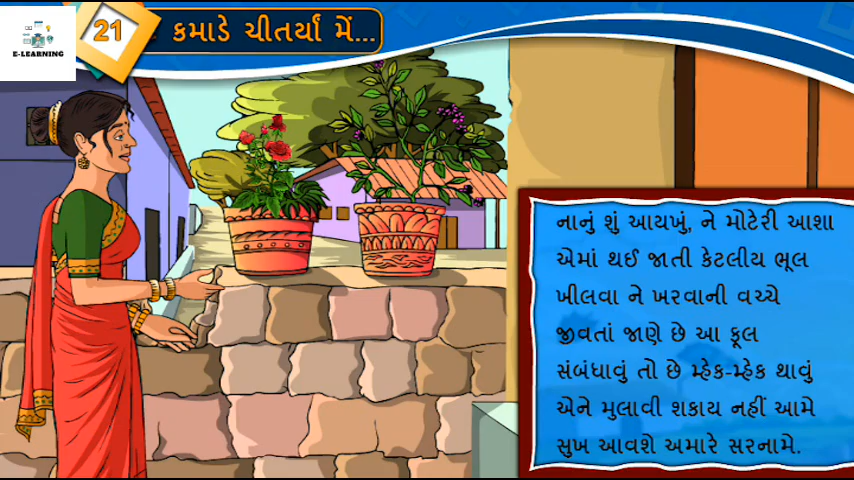 21
કમાડે ચીતર્યાં મેં...
E-LEARNING
નાનું શું આયખું, ને મોટેરી આશા
એમાં થઈ જાતી કેટલીય ભૂલ
ખીલવા ને ખરવાની વચ્ચે
જીવતાં જાણે છે આ ફૂલ
સંબંધાવું તો છે મ્હેક-મ્હેક થાવું
એને મુલાવી શકાય નહીં આમે
સુખ આવશે અમારે સરનામે.